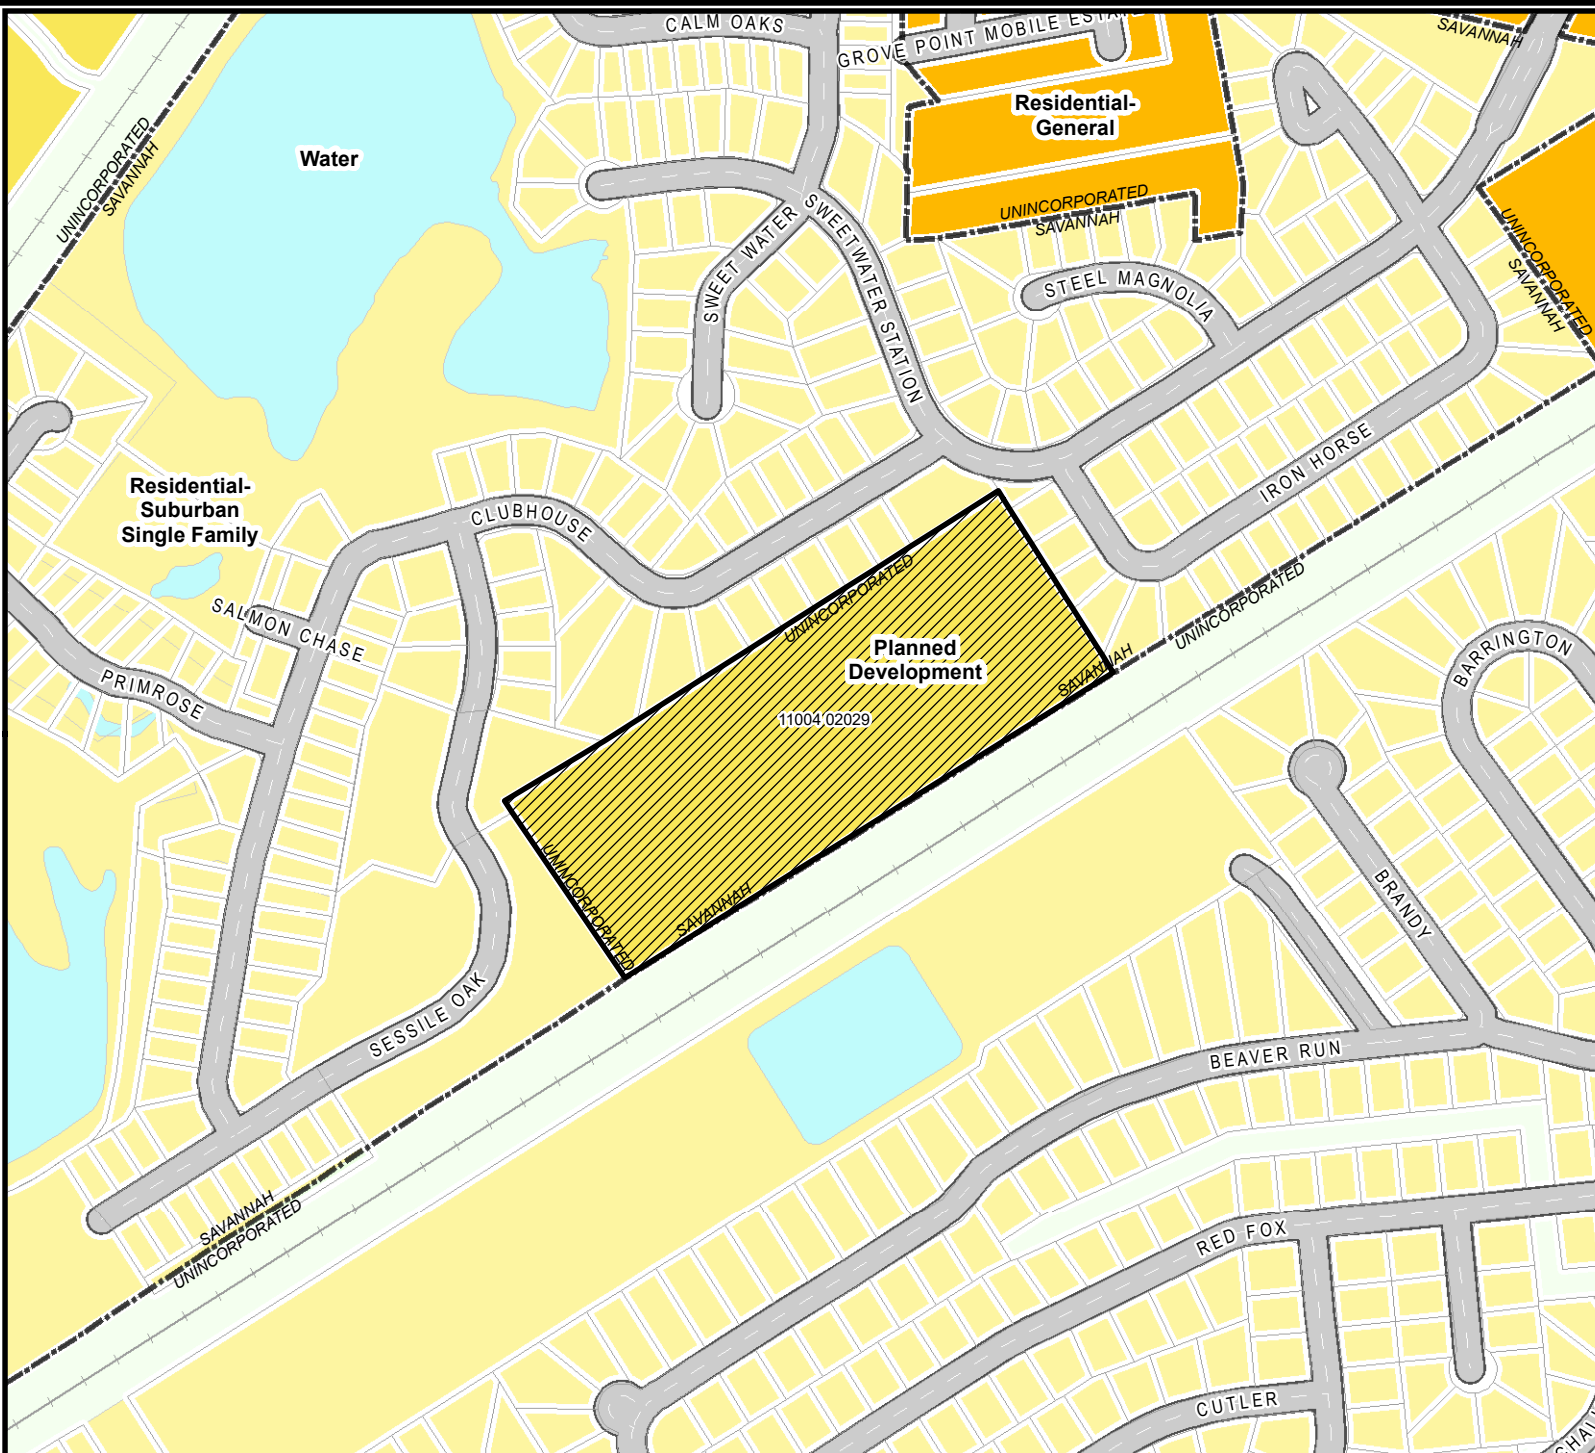 CALM OAKS
GROVE POINT MOBILE ESTATE
SAVANNAH
Residential-
General
UNINCORPORATED
SAVANNAH
Water
UNINCORPORATED
SAVANNAH
SWEET WATER
SWEETWATER STATION
STEEL MAGNOLIA
UNINCORPORATED
SAVANNAH
Residential-
Suburban
Single Family
CLUBHOUSE
IRON HORSE
UNINCORPORATED
SALMON CHASE
PRIMROSE
UNINCORPORATED
Planned
Development
SAVANNAH
11004 02029
BARRINGTON
UNINCORPORATED
SAVANNAH
BRANDY
SESSILE OAK
BEAVER RUN
SAVANNAH
UNINCORPORATED
RED FOX
CUTLER